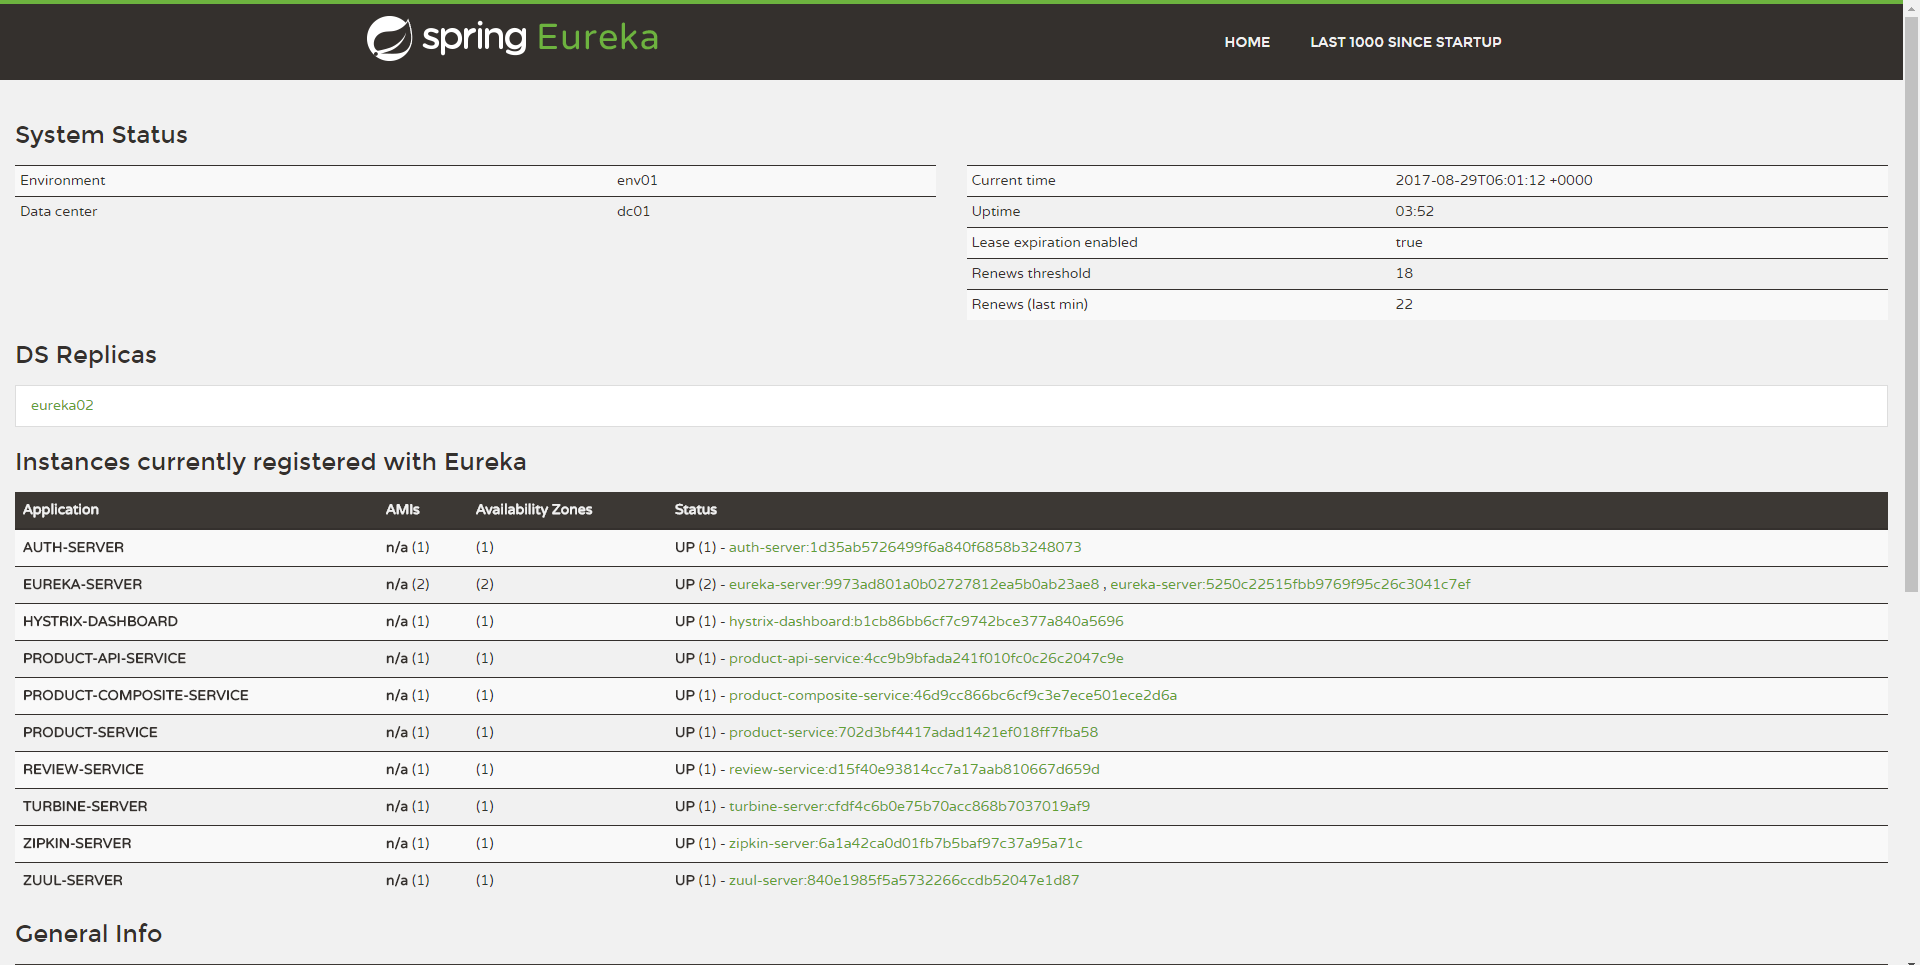 spring Eureka
HOME LAST 1000 SINCE STARTUP
System Status
Environment env01
Data center dc01
Current time 2017-08-29T06:01:12 +0000
Uptime 03:52
Lease expiration enabled true
Renews threshold 18
Renews (last min) 22
DS Replicas
eureka02
Instances currently registered with Eureka
Application AMIs Availability Zones Status
AUTH-SERVER n/a (1) (1) UP (1) - auth-server:1d35ab5726499f6a840f6858b3248073
EUREKA-SERVER n/a (2) (2) UP (2) - eureka-server:9973ad801a0b02727812ea5b0ab23ae8 , eureka-server:5250c22515fbb9769f95c26c3041c7ef
HYSTRIX-DASHBOARD n/a (1) (1) UP (1) - hystrix-dashboard:b1cb86bb6cf7c9742bce377a840a5696
PRODUCT-API-SERVICE n/a (1) (1) UP (1) - product-api-service:4cc9b9bfada241f010fc0c26c2047c9e
PRODUCT-COMPOSITE-SERVICE n/a (1) (1) UP (1) - product-composite-service:46d9cc866bc6cf9c3e7ece501ece2d6a
PRODUCT-SERVICE n/a (1) (1) UP (1) - product-service:702d3bf4417adad1421ef018ff7fba58
REVIEW-SERVICE n/a (1) (1) UP (1) - review-service:d15f40e93814cc7a17aab810667d659d
TURBINE-SERVER n/a (1) (1) UP (1) - turbine-server:cfdf4c6b0e75b70acc868b7037019af9
ZIPKIN-SERVER n/a (1) (1) UP (1) - zipkin-server:6a1a42ca0d01fb7b5baf97c37a95a71c
ZUUL-SERVER n/a (1) (1) UP (1) - zuul-server:840e1985f5a5732266ccdb52047e1d87
General Info